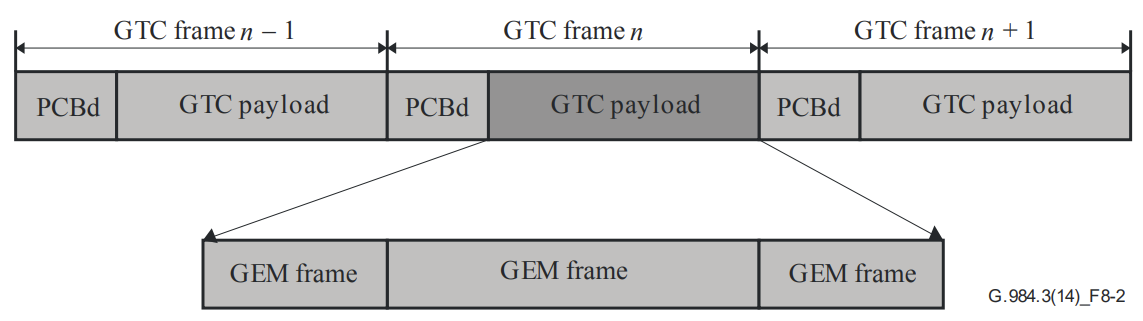 GTC frame n – 1 GTC frame n GTC frame n + 1
PCBd GTC payload PCBd GTC payload PCBd GTC payload
GEM frame GEM frame GEM frame
G.984.3(14)_F8-2